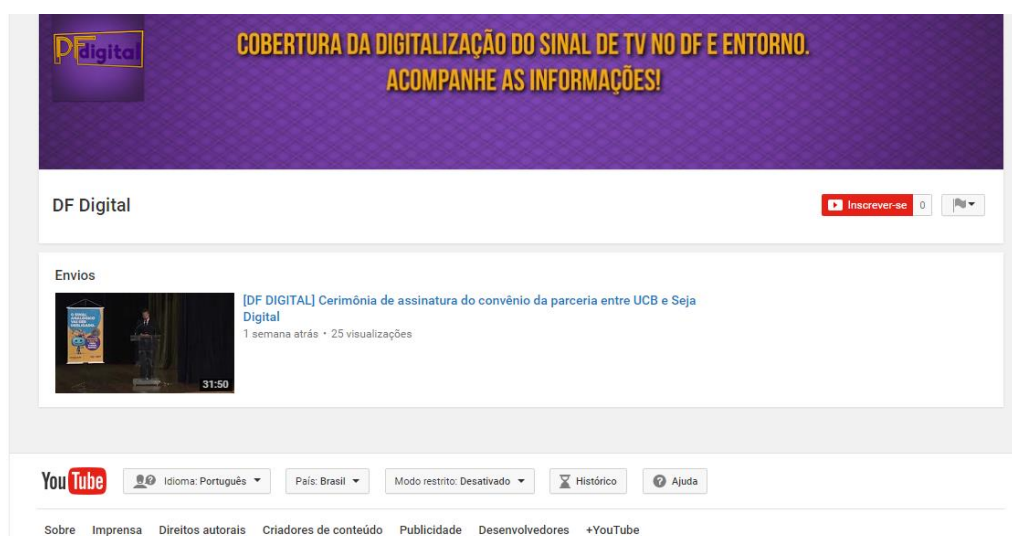 DFdigital
COBERTURA DA DIGITALIZAÇÃO DO SINAL DE TV NO DF E ENTORNO.
ACOMPANHE AS INFORMAÇÕES!
DF Digital
Inscrever-se 0
Envios
[DF DIGITAL] Cerimônia de assinatura do convênio da parceria entre UCB e Seja
Digital
1 semana atrás • 25 visualizações
31:50
YouTube
Idioma: Português
País: Brasil
Modo restrito: Desativado
Histórico
Ajuda
Sobre Imprensa Direitos autorais Criadores de conteúdo Publicidade Desenvolvedores +YouTube